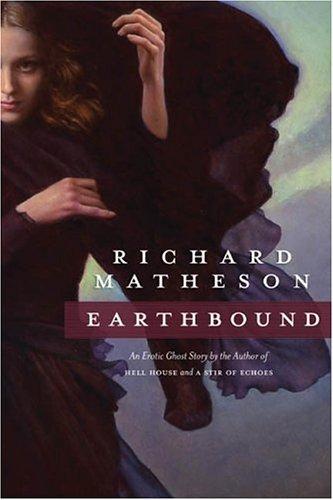 RICHARD
MATHESON
EARTHBOUND
An Erotic Ghost Story by the Author of
HELL HOUSE and A STIR OF ECHOES